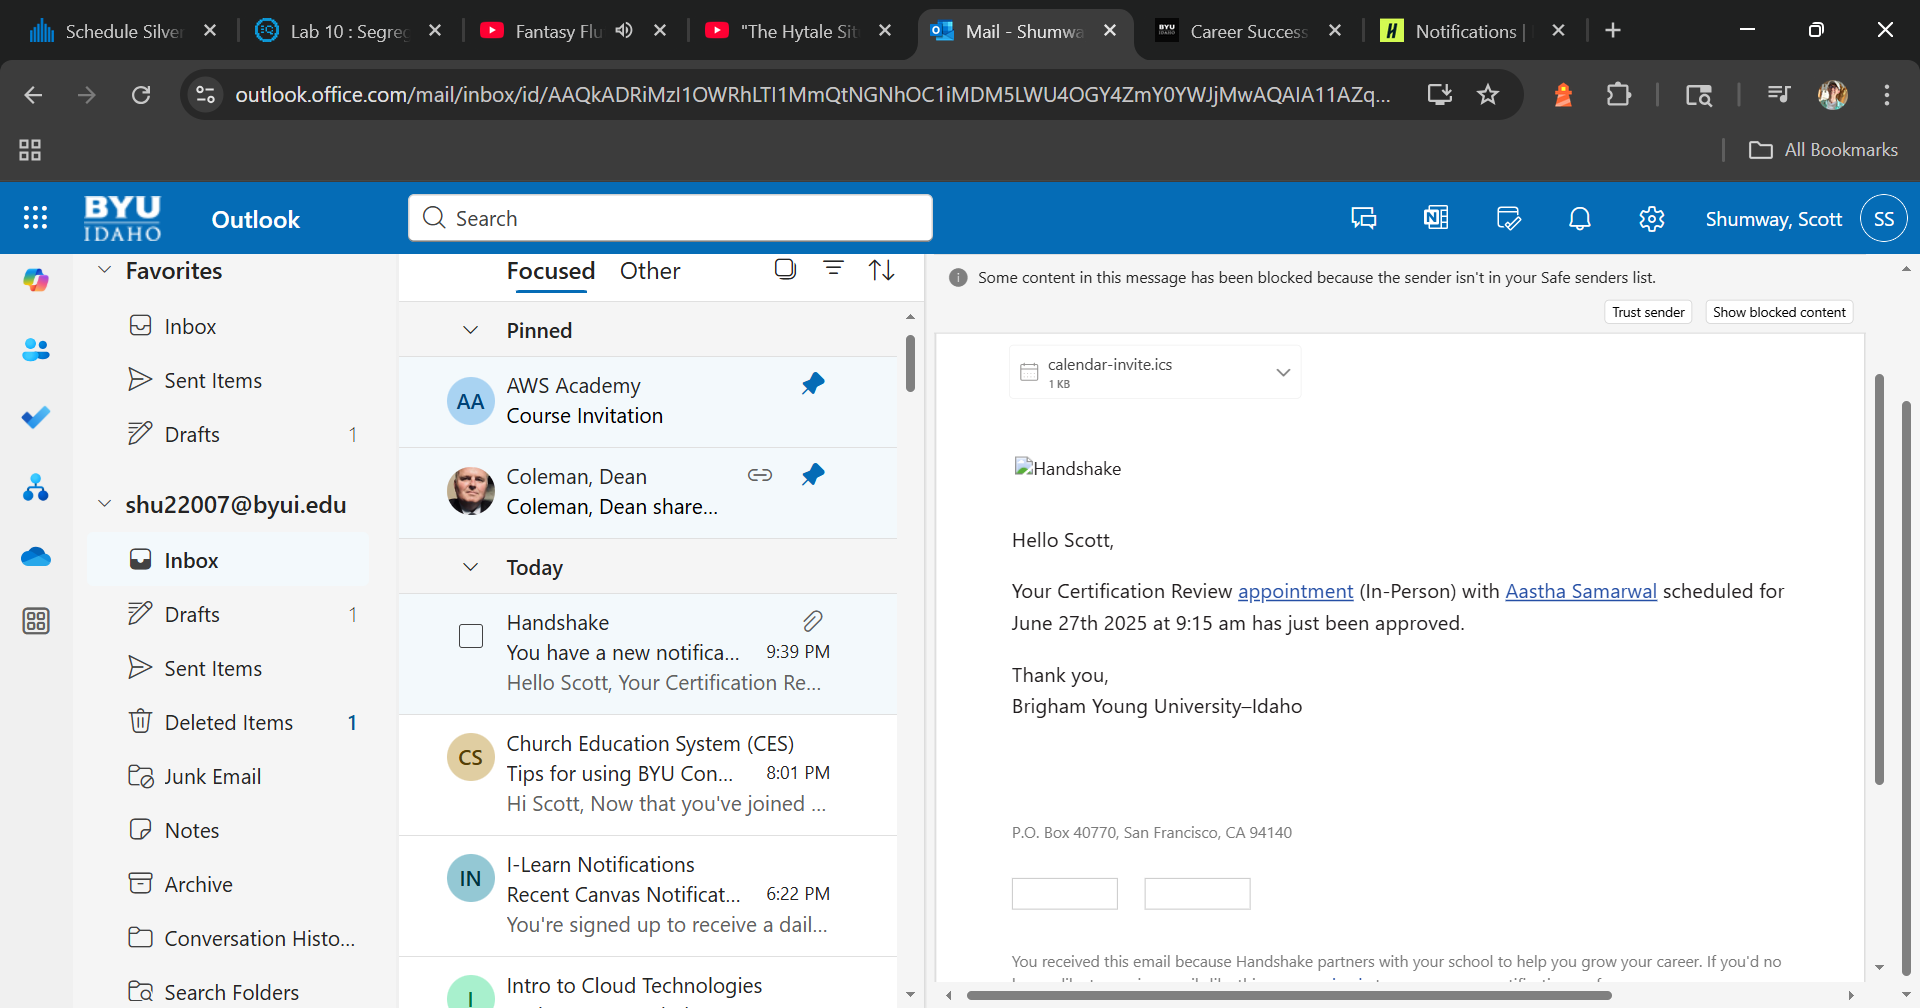 Schedule Silver
Lab 10 : Segreg
Fantasy Flu
"The Hytale Sit
Mail - Shumwa
Career Success
Notifications |
outlook.office.com/mail/inbox/id/AAQkADRiMzI1OWRhLTI1MmQtNGNhOC1iMDM5LWU4OGY4ZmY0YWJjMwAQAIA11AZq...
All Bookmarks
BYU
IDAHO
Outlook
Search
Shumway, Scott
SS
Favorites
Inbox
Sent Items
Drafts 1
shu22007@byui.edu
Inbox
Drafts 1
Sent Items
Deleted Items 1
Junk Email
Notes
Archive
Conversation Histo...
Search Folders
Focused Other
Pinned
AA
AWS Academy
Course Invitation
Coleman, Dean
Coleman, Dean share...
Today
Handshake
You have a new notifica... 9:39 PM
Hello Scott, Your Certification Re...
CS
Church Education System (CES)
Tips for using BYU Con... 8:01 PM
Hi Scott, Now that you've joined ...
IN
I-Learn Notifications
Recent Canvas Notificat... 6:22 PM
You're signed up to receive a dail...
I
Intro to Cloud Technologies
Some content in this message has been blocked because the sender isn't in your Safe senders list.
Trust sender
Show blocked content
calendar-invite.ics
1 KB
Handshake
Hello Scott,
Your Certification Review appointment (In-Person) with Aastha Samarwal scheduled for
June 27th 2025 at 9:15 am has just been approved.
Thank you,
Brigham Young University–Idaho
P.O. Box 40770, San Francisco, CA 94140
You received this email because Handshake partners with your school to help you grow your career. If you'd no